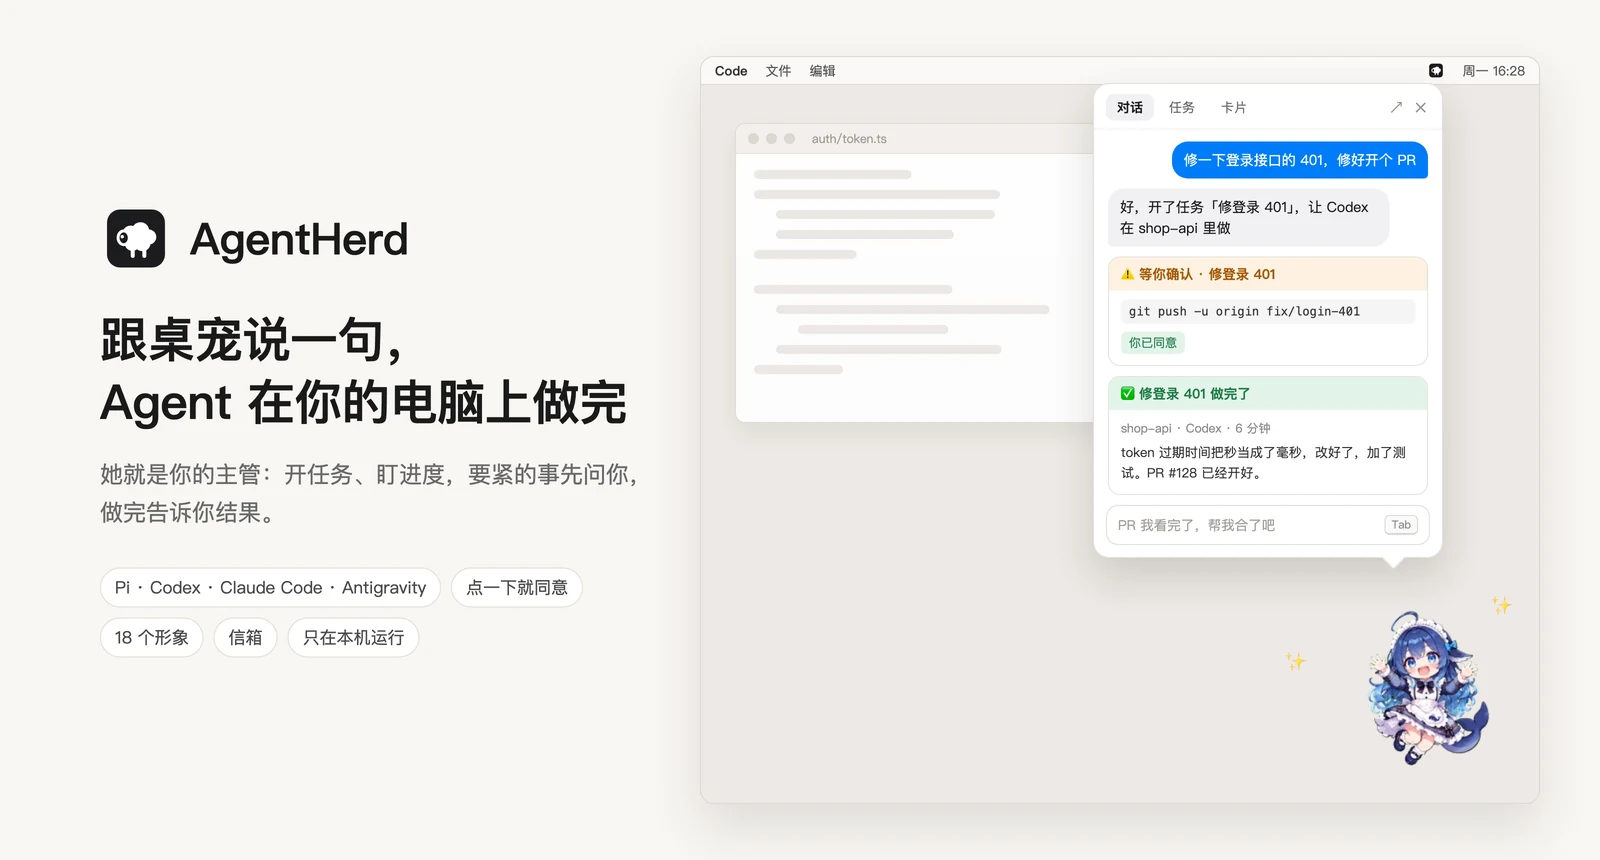 AgentHerd
跟桌宠说一句，
Agent 在你的电脑上做完
她就是你的主管：开任务、盯进度，要紧的事先问你，
做完告诉你结果。
Pi · Codex · Claude Code · Antigravity
点一下就同意
18 个形象
信箱
只在本机运行
Code 文件 编辑
周一 16:28
auth/token.ts
对话 任务 卡片
修一下登录接口的 401，修好开个 PR
好，开了任务「修登录 401」，让 Codex
在 shop-api 里做
等你确认 · 修登录 401
git push -u origin fix/login-401
你已同意
修登录 401 做完了
shop-api · Codex · 6 分钟
token 过期时间把秒当成了毫秒，改好了，加了测
试。PR #128 已经开好。
PR 我看完了，帮我合了吧
Tab